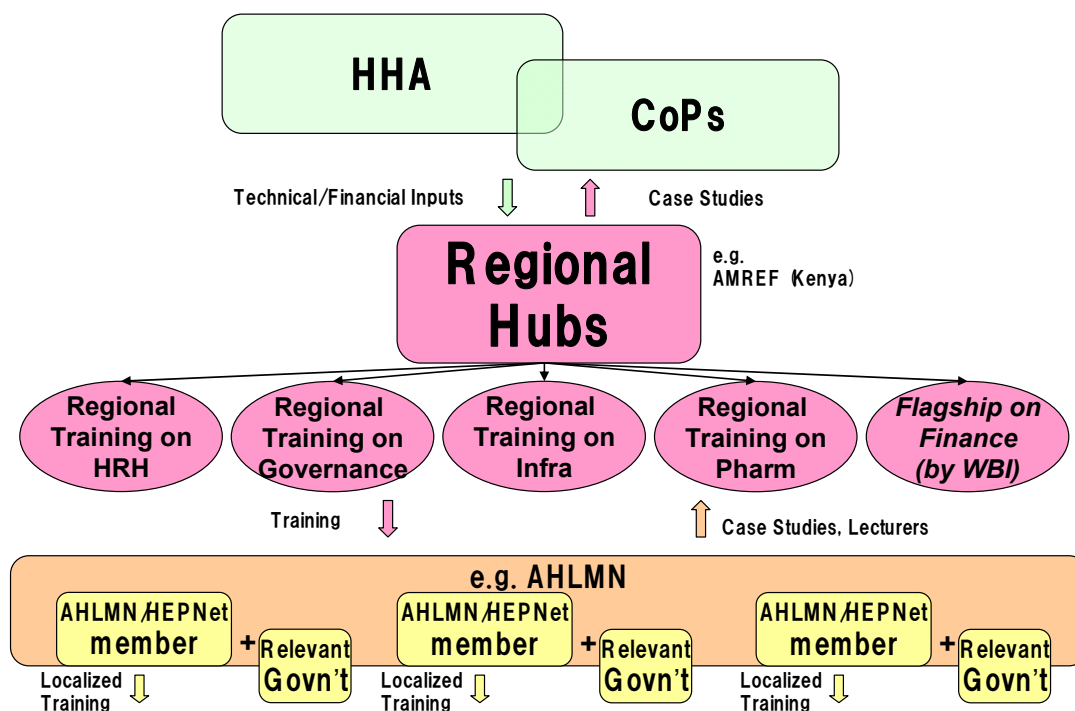 HHA
CoPs
Technical/Financial Inputs
Case Studies
Regional
Hubs
e.g.
AMREF (Kenya)
Regional
Training on
HRH
Regional
Training on
Governance
Regional
Training on
Infra
Regional
Training on
Pharm
Flagship on
Finance
(by WBI)
Training
Case Studies, Lecturers
e.g. AHLMN
AHLMN/HEPNet
member
+
Relevant
Govn't
AHLMN/HEPNet
member
+
Relevant
Govn't
AHLMN/HEPNet
member
+
Relevant
Govn't
Localized
Training
Localized
Training
Localized
Training